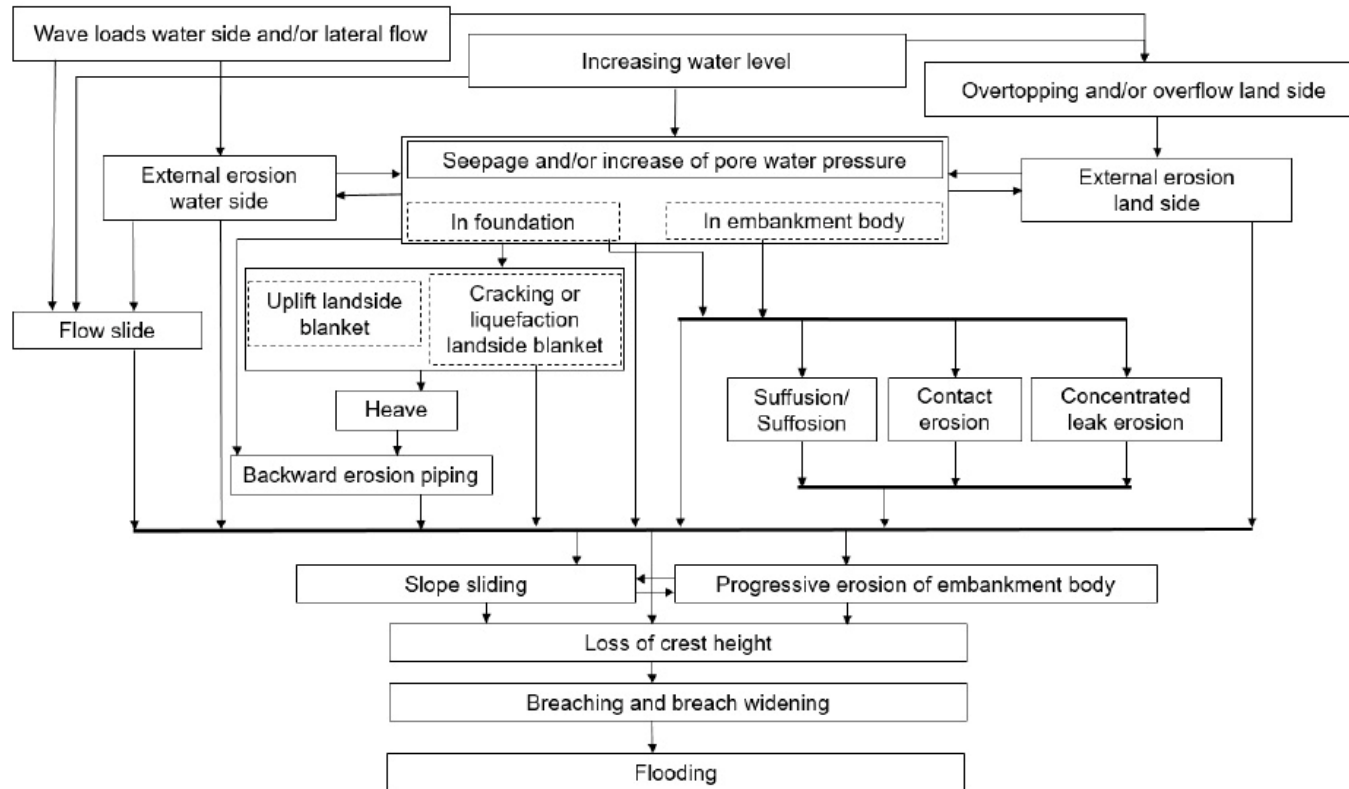 Wave loads water side and/or lateral flow
Increasing water level
Overtopping and/or overflow land side
Seepage and/or increase of pore water pressure
External erosion
water side
External erosion
land side
In foundation
In embankment body
Uplift landside
blanket
Cracking or
liquefaction
landside blanket
Flow slide
Heave
Suffusion/
Suffosion
Contact
erosion
Concentrated
leak erosion
Backward erosion piping
Slope sliding
Progressive erosion of embankment body
Loss of crest height
Breaching and breach widening
Flooding